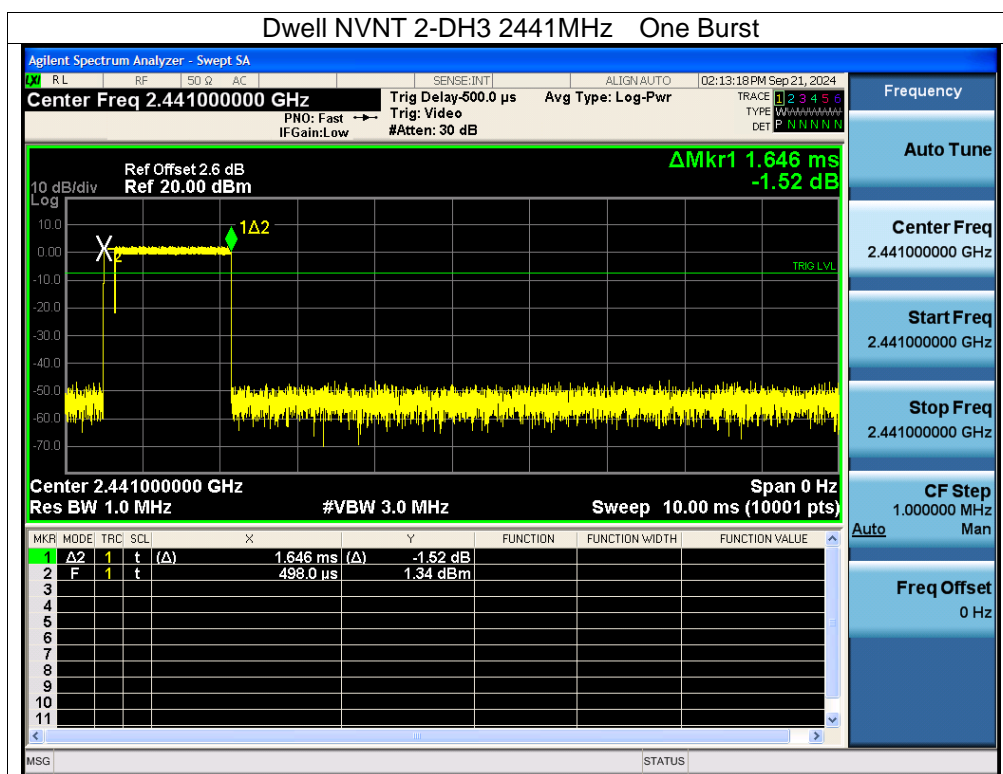 Dwell NVNT 2-DH3 2441MHz One Burst
Agilent Spectrum Analyzer - Swept SA
LXI RL RF 50 Ω AC SENSE:INT ALIGN AUTO 02:13:18 PM Sep 21, 2024
Center Freq 2.441000000 GHz
PNO: Fast
IFGain:Low
Trig Delay-500.0 µs
Trig: Video
#Atten: 30 dB
Avg Type: Log-Pwr
TRACE 1 2 3 4 5 6
TYPE W
DET P N N N N N
Ref Offset 2.6 dB
Ref 20.00 dBm
ΔMkr1 1.646 ms
-1.52 dB
10 dB/div
Log
10.0
0.00
-10.0
-20.0
-30.0
-40.0
-50.0
-60.0
-70.0
1Δ2
2
TRIG LVL
Center 2.441000000 GHz Span 0 Hz
Res BW 1.0 MHz #VBW 3.0 MHz Sweep 10.00 ms (10001 pts)
MKR MODE TRC SCL X Y FUNCTION FUNCTION WIDTH FUNCTION VALUE
1 Δ2 1 t (Δ) 1.646 ms (Δ) -1.52 dB
2 F 1 t 498.0 µs 1.34 dBm
3
4
5
6
7
8
9
10
11
MSG STATUS
Frequency
Auto Tune
Center Freq
2.441000000 GHz
Start Freq
2.441000000 GHz
Stop Freq
2.441000000 GHz
CF Step
1.000000 MHz
Auto Man
Freq Offset
0 Hz